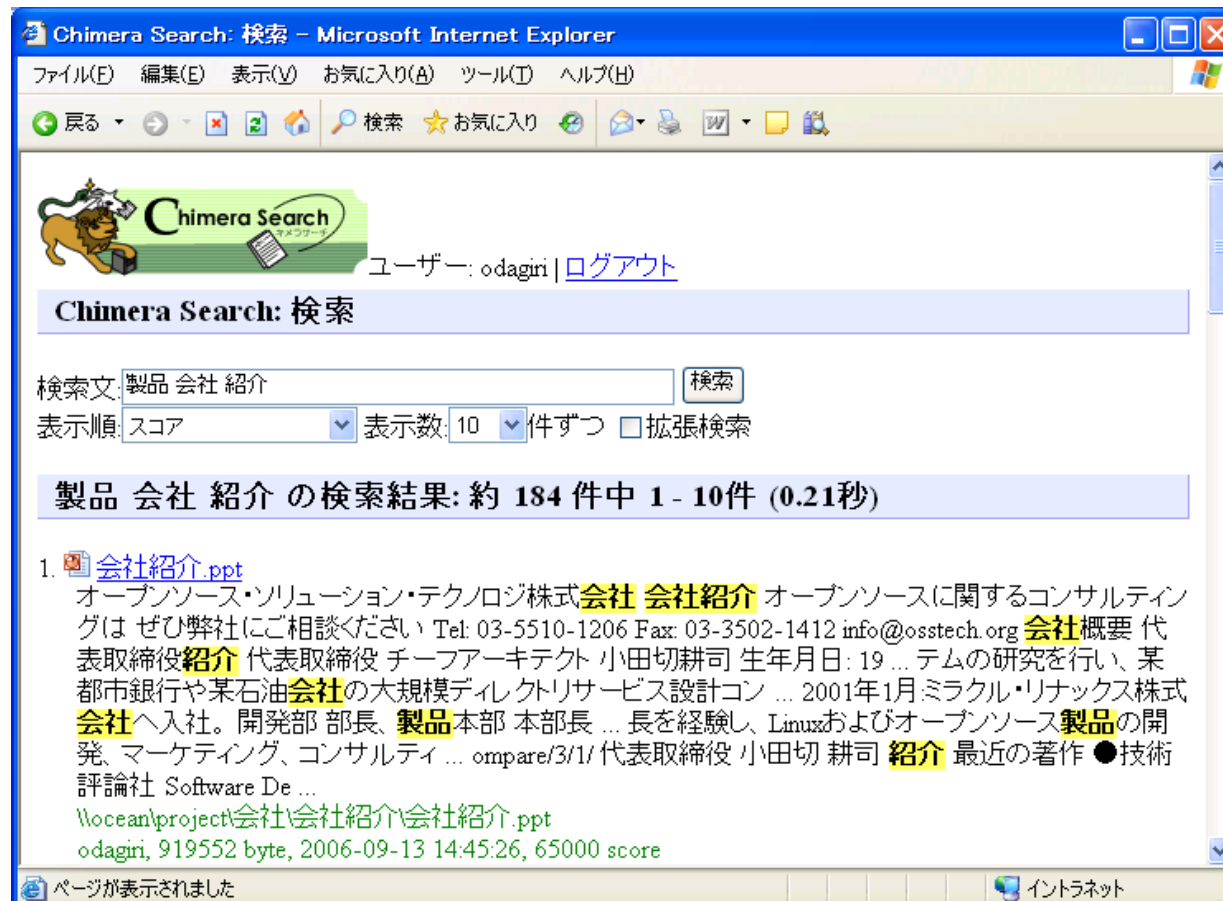 Chimera Search: 検索 - Microsoft Internet Explorer
ファイル(F) 編集(E) 表示(V) お気に入り(A) ツール(T) ヘルプ(H)
戻る 検索 お気に入り
Chimera Search
キメラサーチ
ユーザー: odagiri | ログアウト
Chimera Search: 検索
検索文: 製品 会社 紹介 検索
表示順: スコア 表示数: 10 件ずつ 拡張検索
製品 会社 紹介 の検索結果: 約 184 件中 1 - 10件 (0.21秒)
1. 会社紹介.ppt
オープンソース・ソリューション・テクノロジ株式会社 会社紹介 オープンソースに関するコンサルティン
グは ぜひ弊社にご相談ください Tel: 03-5510-1206 Fax: 03-3502-1412 info@osstech.org 会社概要 代
表取締役紹介 代表取締役 チーフアーキテクト 小田切耕司 生年月日: 19 ... テムの研究を行い、某
都市銀行や某石油会社の大規模ディレクトリサービス設計コン ... 2001年1月:ミラクル・リナックス株式
会社へ入社。開発部 部長、製品本部 本部長 ... 長を経験し、Linuxおよびオープンソース製品の開
発、マーケティング、コンサルティ ... ompare/3/1/ 代表取締役 小田切 耕司 紹介 最近の著作 ●技術
評論社 Software De ...
\\ocean\project\会社\会社紹介\会社紹介.ppt
odagiri, 919552 byte, 2006-09-13 14:45:26, 65000 score
ページが表示されました イントラネット